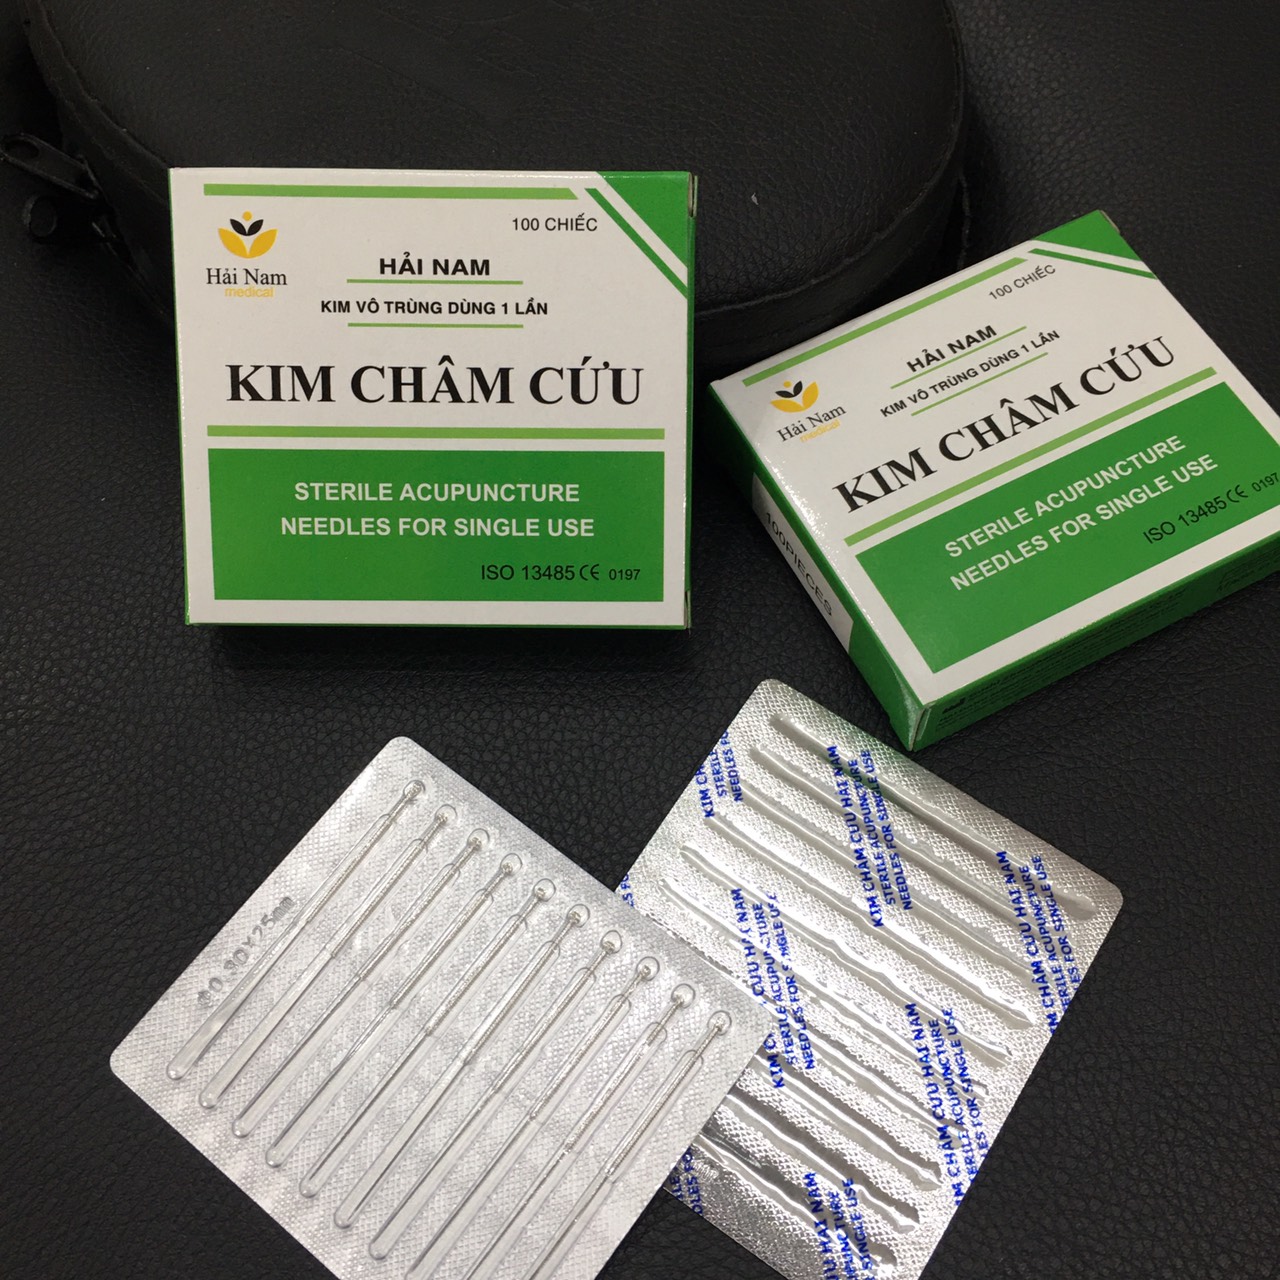 100 CHIẾC
Hải Nam
medical
HẢI NAM
KIM VÔ TRÙNG DÙNG 1 LẦN
KIM CHÂM CỨU
STERILE ACUPUNCTURE
NEEDLES FOR SINGLE USE
ISO 13485 CE 0197
100 CHIẾC
Hải Nam
medical
HẢI NAM
KIM VÔ TRÙNG DÙNG 1 LẦN
KIM CHÂM CỨU
STERILE ACUPUNCTURE
NEEDLES FOR SINGLE USE
ISO 13485 CE 0197
100PIECES
KIM CHÂM CỨU HẢI NAM
STERILE ACUPUNCTURE
NEEDLES FOR SINGLE USE